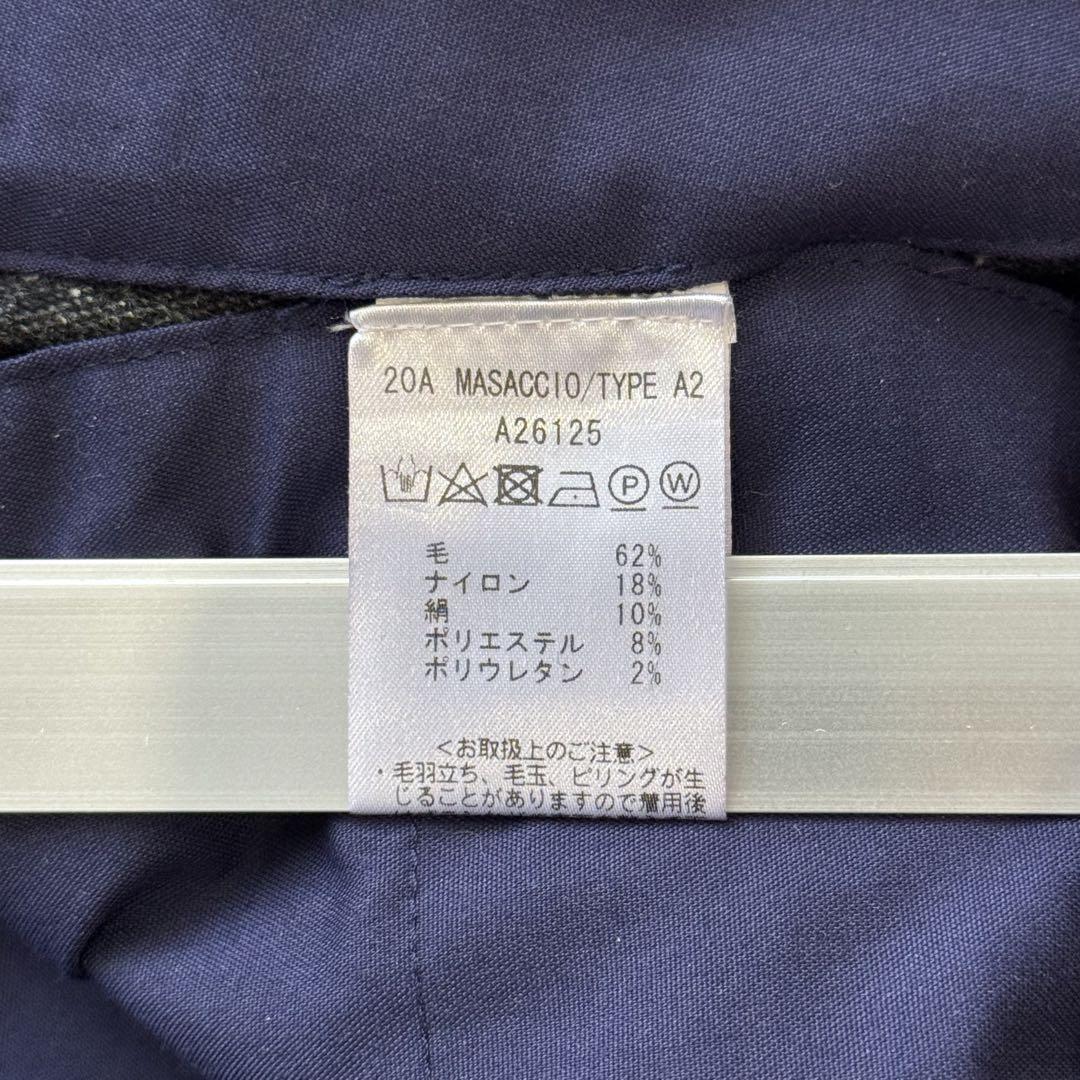 20A MASACCIO/TYPE A2
A26125
P W
毛 62%
ナイロン 18%
絹 10%
ポリエステル 8%
ポリウレタン 2%
<お取扱上のご注意>
・毛羽立ち、毛玉、ピリングが生
じることがありますので着用後